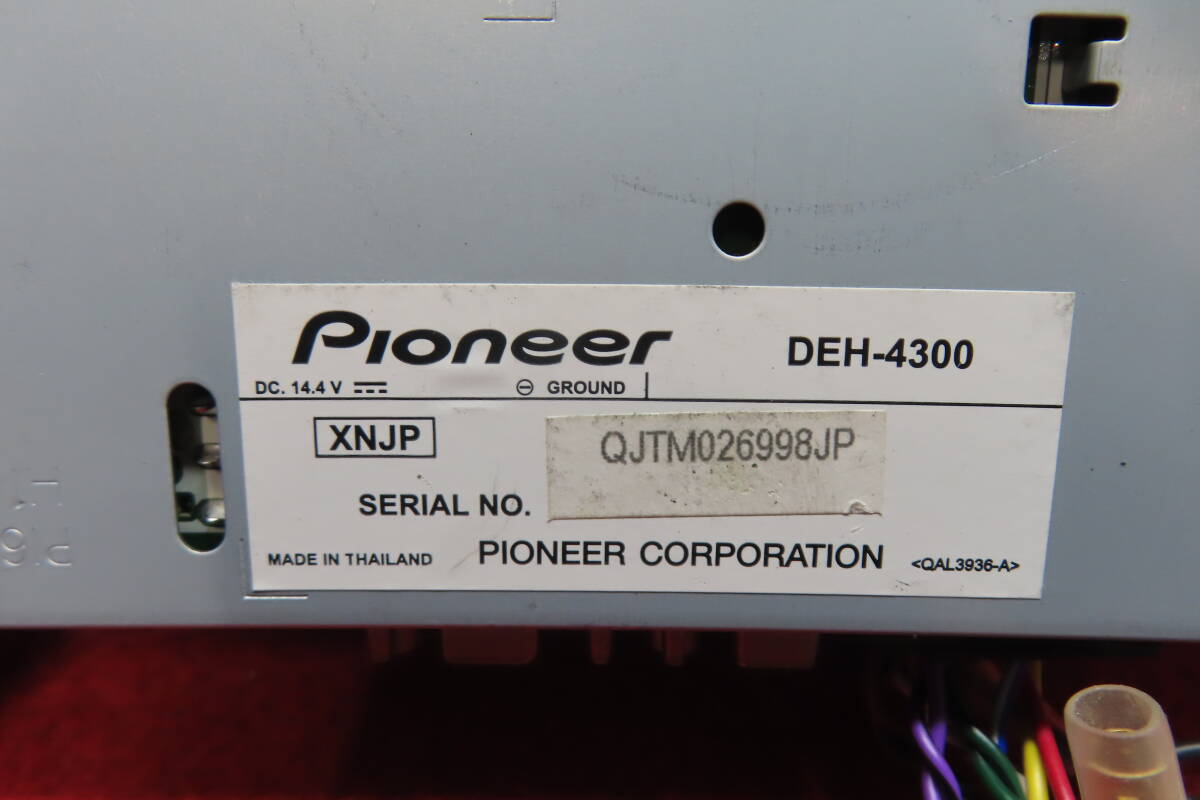 Pioneer
DEH-4300
DC. 14.4 V ⎓ ⊖ GROUND
XNJP
QJTM026998JP
SERIAL NO.
MADE IN THAILAND PIONEER CORPORATION <QAL3936-A>